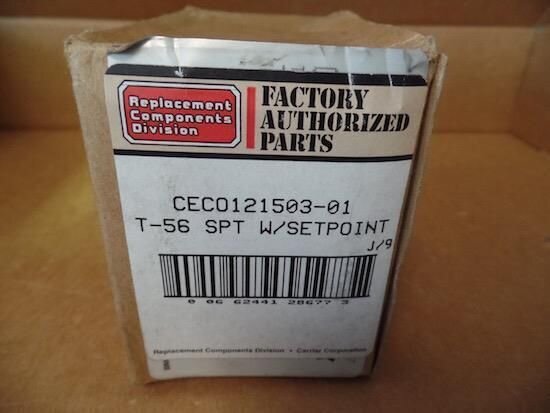 Replacement
Components
Division
FACTORY
AUTHORIZED
PARTS
CECO121503-01
T-56 SPT W/SETPOINT
J/9
0 06 62441 28677 3
Replacement Components Division • Carrier Corporation